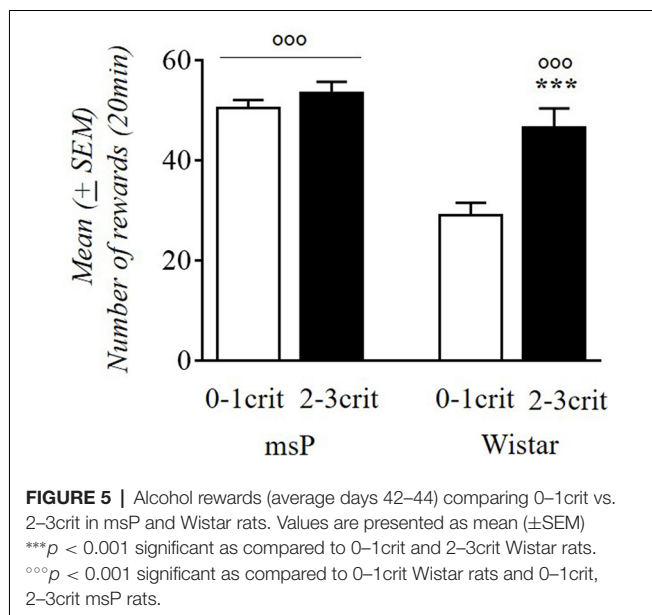 Mean (± SEM)
Number of rewards (20min)
60
40
20
0
°°°
°°°
***
0-1crit 2-3crit
0-1crit 2-3crit
msP
Wistar
FIGURE 5 | Alcohol rewards (average days 42–44) comparing 0–1crit vs.
2–3crit in msP and Wistar rats. Values are presented as mean (±SEM)
***p < 0.001 significant as compared to 0–1crit and 2–3crit Wistar rats.
°°°p < 0.001 significant as compared to 0–1crit Wistar rats and 0–1crit,
2–3crit msP rats.